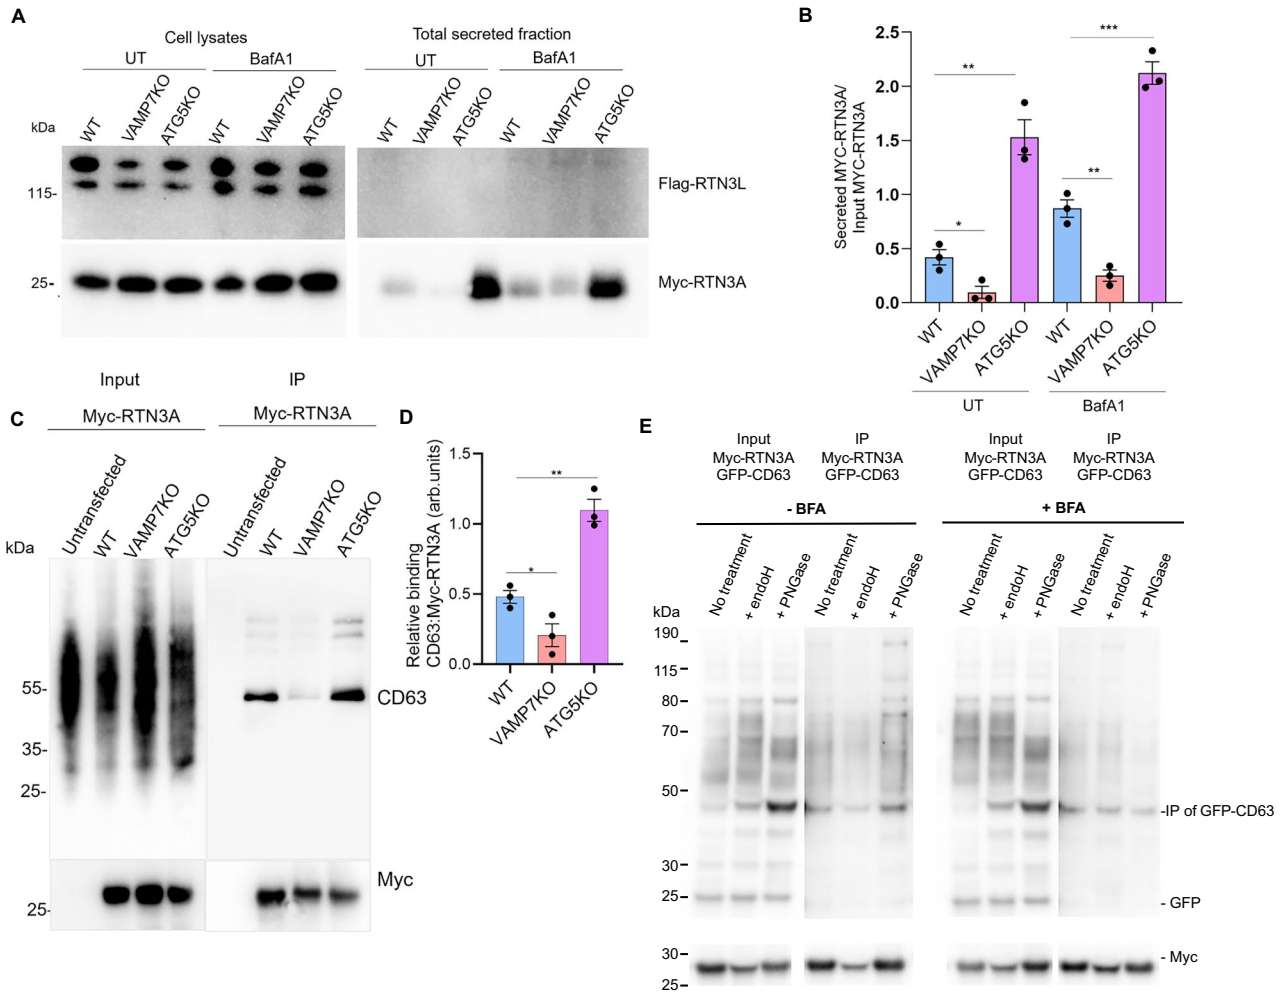 A
Cell lysates
Total secreted fraction
UT
BafA1
UT
BafA1
kDa
WT
VAMP7KO
ATG5KO
WT
VAMP7KO
ATG5KO
WT
VAMP7KO
ATG5KO
WT
VAMP7KO
ATG5KO
115-
Flag-RTN3L
25-
Myc-RTN3A
B
Secreted MYC-RTN3A/
Input MYC-RTN3A
2.5
2.0
1.5
1.0
0.5
0.0
*
**
**
***
WT
VAMP7KO
ATG5KO
WT
VAMP7KO
ATG5KO
UT
BafA1
C
Input
IP
Myc-RTN3A
Myc-RTN3A
kDa
Untransfected
WT
VAMP7KO
ATG5KO
Untransfected
WT
VAMP7KO
ATG5KO
55-
35-
25-
CD63
Myc
25-
D
Relative binding
CD63:Myc-RTN3A (arb.units)
1.5
1.0
0.5
0.0
*
**
WT
VAMP7KO
ATG5KO
E
Input
Myc-RTN3A
GFP-CD63
IP
Myc-RTN3A
GFP-CD63
Input
Myc-RTN3A
GFP-CD63
IP
Myc-RTN3A
GFP-CD63
- BFA
+ BFA
kDa
No treatment
+ endoH
+ PNGase
No treatment
+ endoH
+ PNGase
No treatment
+ endoH
+ PNGase
No treatment
+ endoH
+ PNGase
190
115
80
70
50
30
25
-IP of GFP-CD63
- GFP
30
25
- Myc